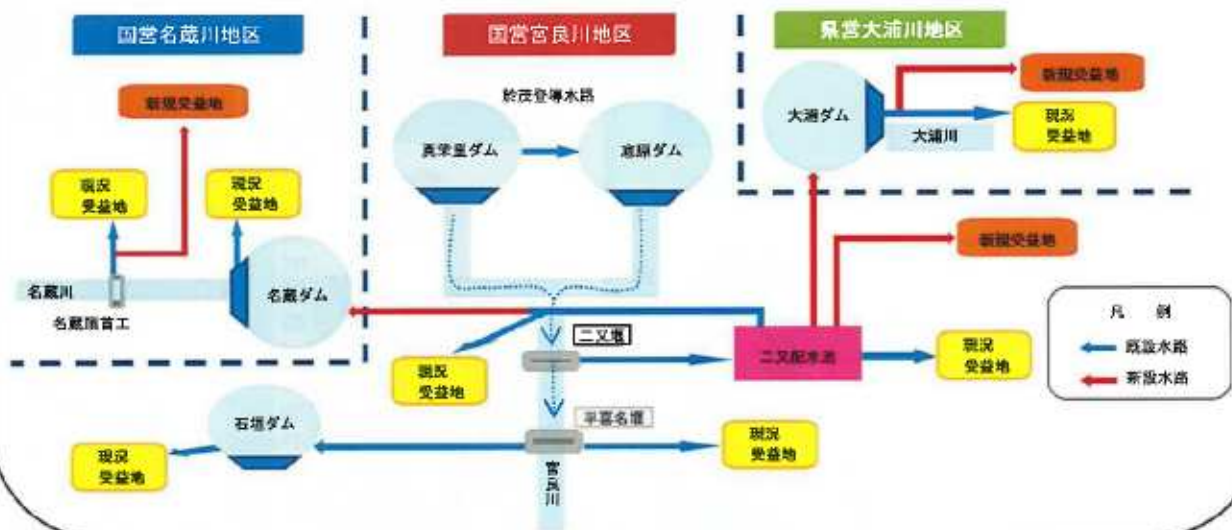 国営名蔵川地区
国営宮良川地区
県営大浦川地区
新規受益地
現況
受益地
現況
受益地
名蔵川
名蔵頭首工
名蔵ダム
於茂登導水路
真栄里ダム
底原ダム
大浦ダム
大浦川
新規受益地
現況
受益地
新規受益地
二又堰
二又配水池
現況
受益地
現況
受益地
平喜名堰
石垣ダム
現況
受益地
現況
受益地
宮良川
凡 例
既設水路
新設水路